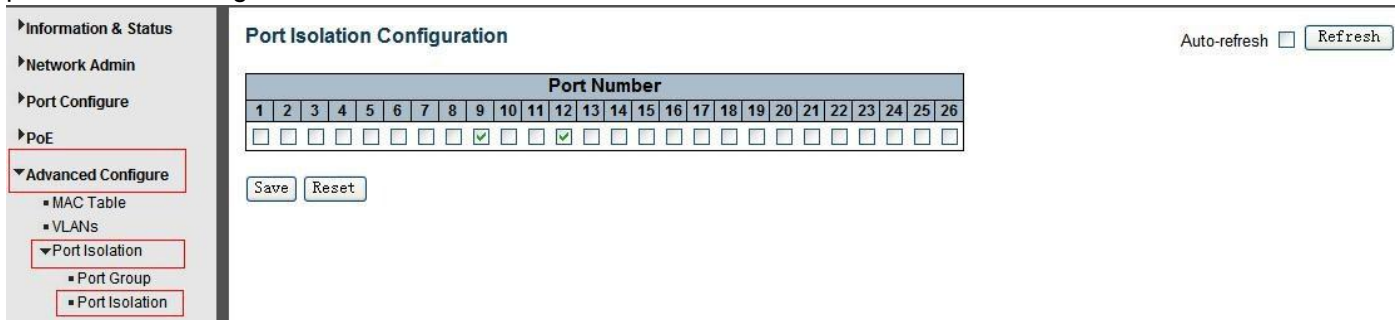 Information & Status
Network Admin
Port Configure
PoE
Advanced Configure
MAC Table
VLANs
Port Isolation
Port Group
Port Isolation
Port Isolation Configuration
Auto-refresh Refresh
Port Number
1 2 3 4 5 6 7 8 9 10 11 12 13 14 15 16 17 18 19 20 21 22 23 24 25 26
Save Reset